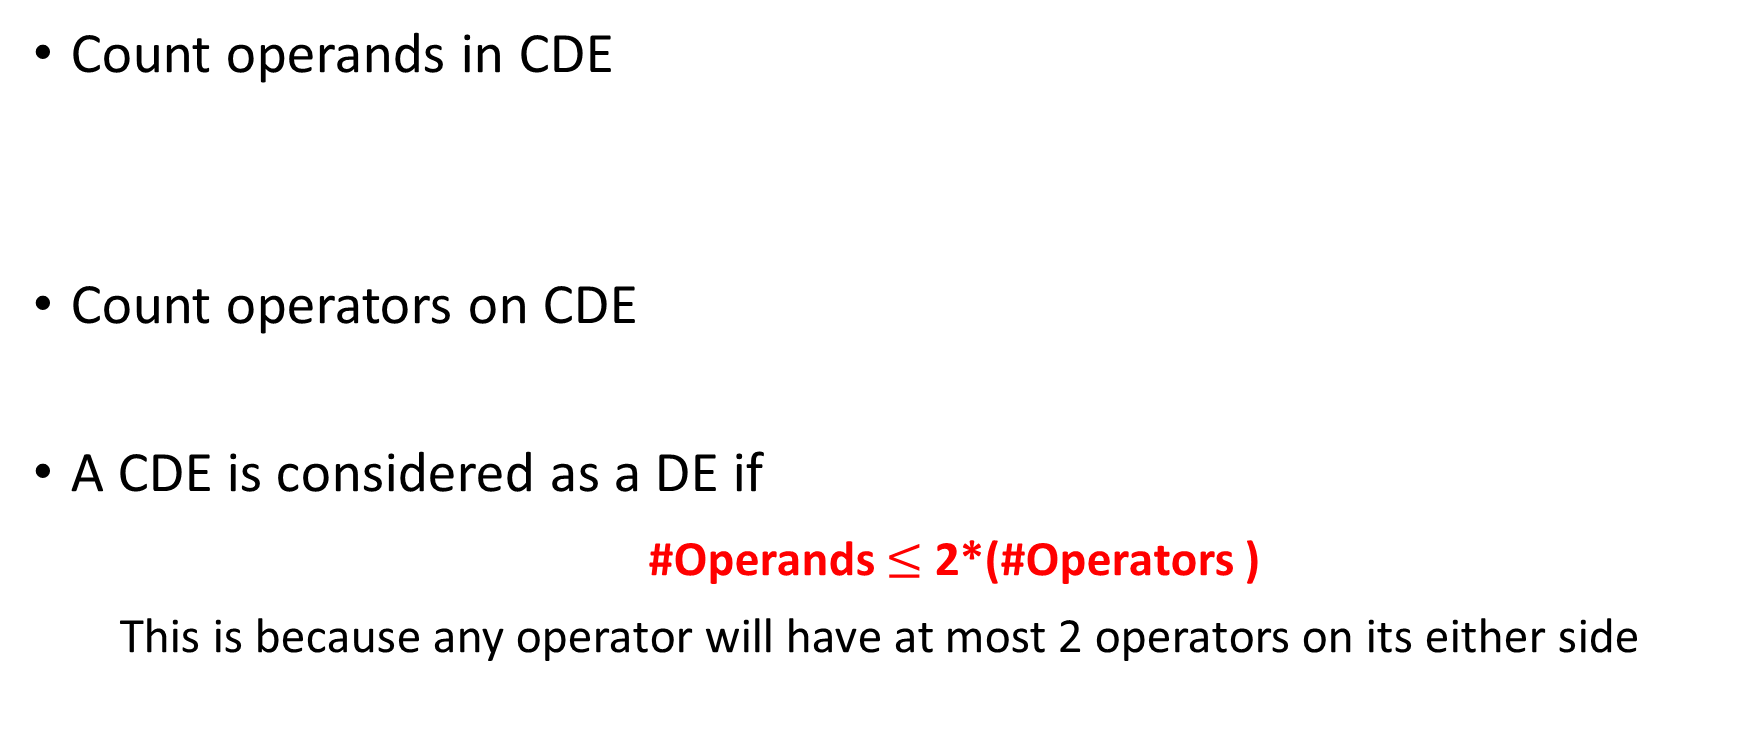 • Count operands in CDE
• Count operators on CDE
• A CDE is considered as a DE if
#Operands ≤ 2*(#Operators )
This is because any operator will have at most 2 operators on its either side